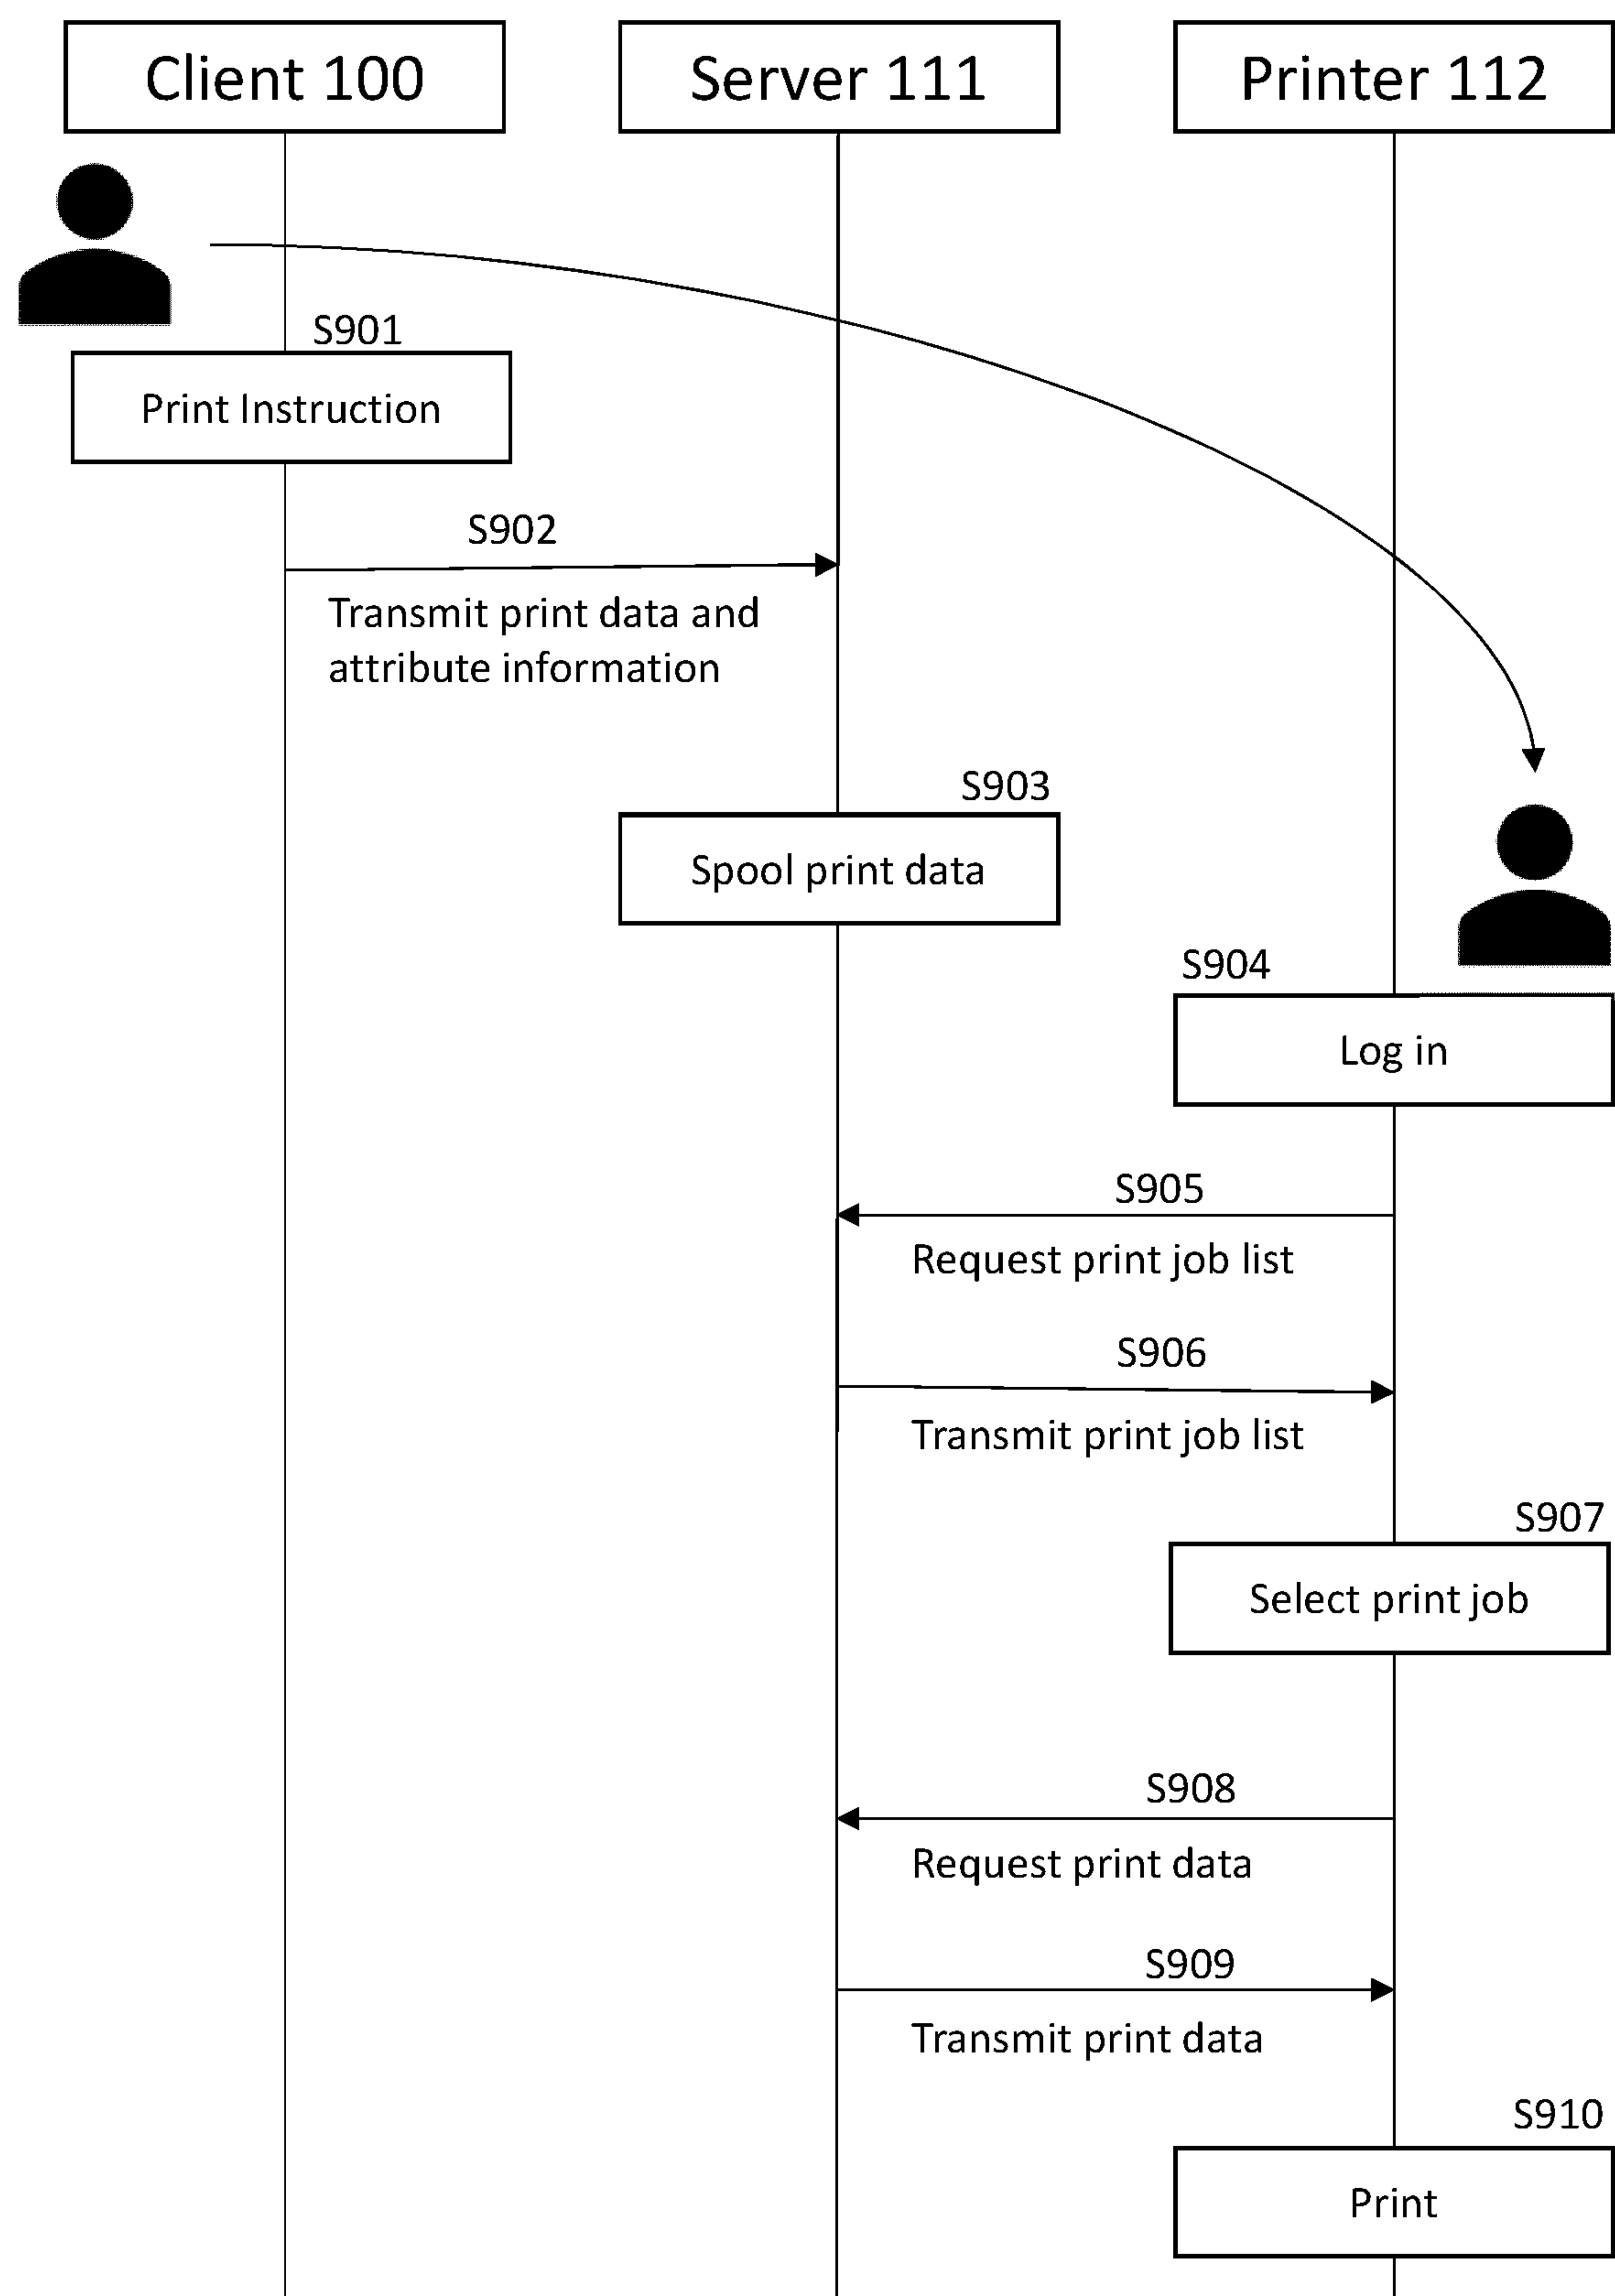 Client 100
Server 111
Printer 112
S901
Print Instruction
S902
Transmit print data and
attribute information
S903
Spool print data
S904
Log in
S905
Request print job list
S906
Transmit print job list
S907
Select print job
S908
Request print data
S909
Transmit print data
S910
Print